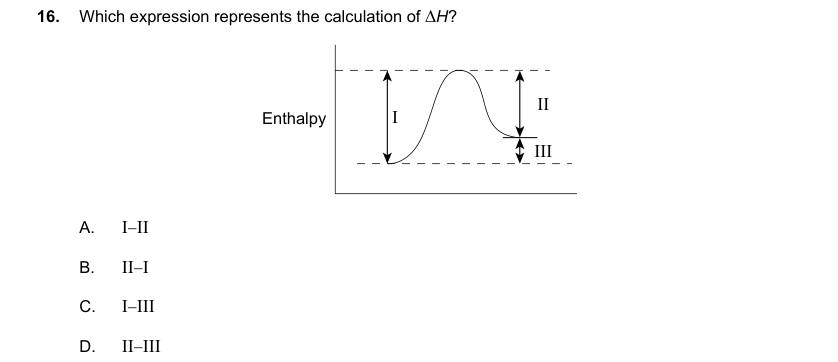 16. Which expression represents the calculation of ΔH?
II
Enthalpy
I
III
A. I–II
B. II–I
C. I–III
D. II–III